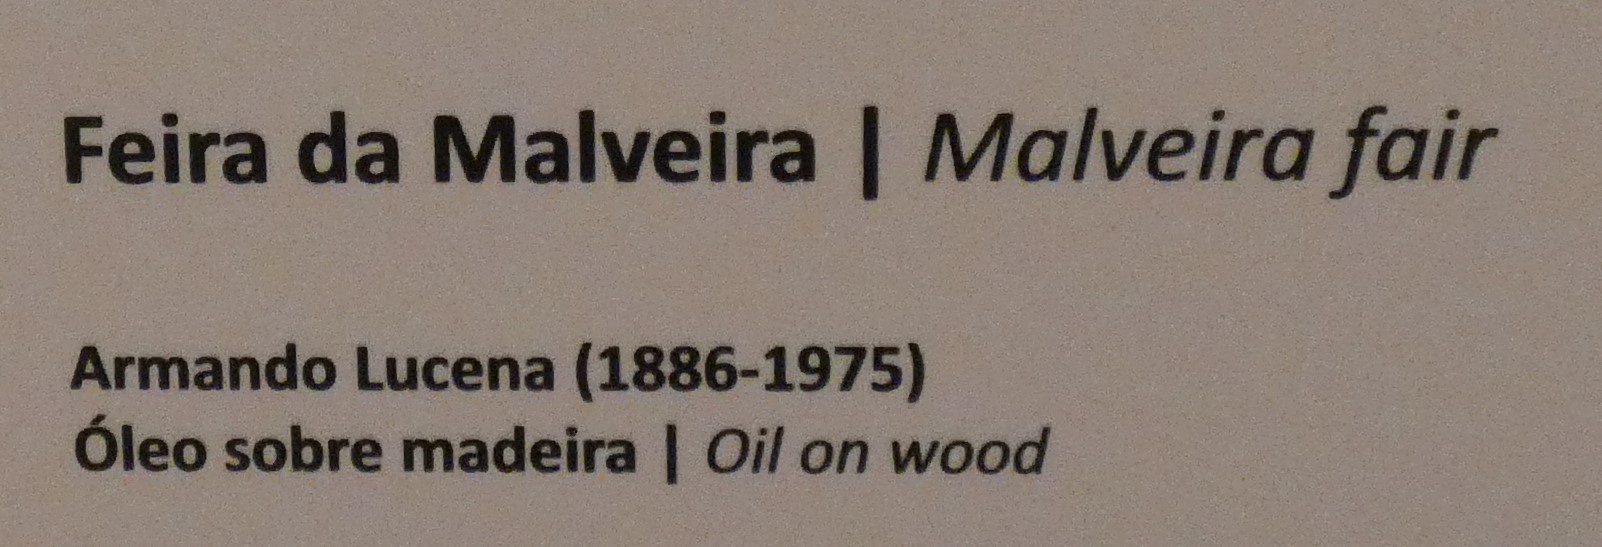 Feira da Malveira | Malveira fair
Armando Lucena (1886-1975)
Óleo sobre madeira | Oil on wood